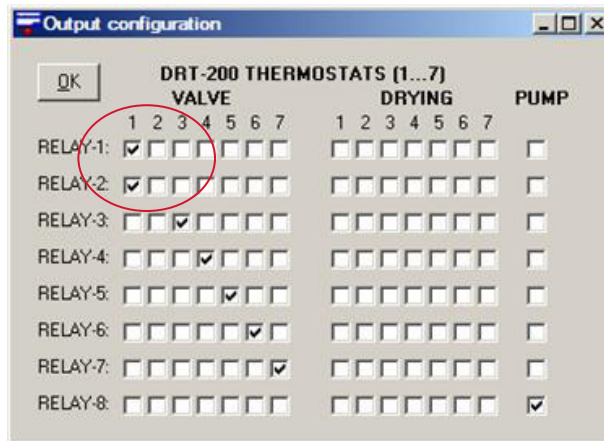 Output configuration
OK
DRT-200 THERMOSTATS (1...7)
VALVE DRYING PUMP
1 2 3 4 5 6 7 1 2 3 4 5 6 7
RELAY-1:
RELAY-2:
RELAY-3:
RELAY-4:
RELAY-5:
RELAY-6:
RELAY-7:
RELAY-8: